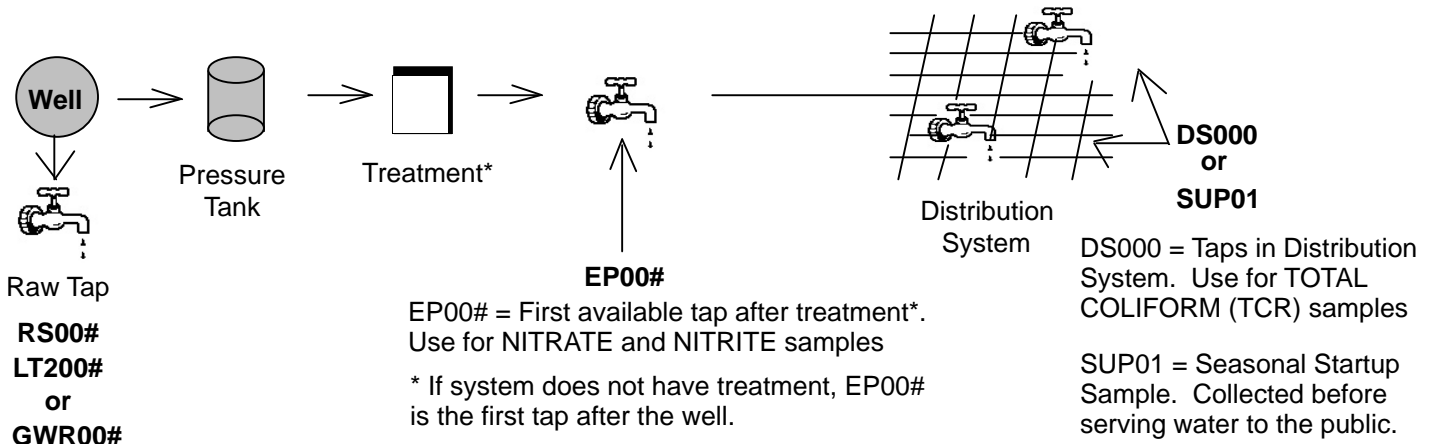 Well
Pressure
Tank
Treatment*
Raw Tap
RS00#
LT200#
or
GWR00#
EP00#
EP00# = First available tap after treatment*.
Use for NITRATE and NITRITE samples
* If system does not have treatment, EP00#
is the first tap after the well.
Distribution
System
DS000
or
SUP01
DS000 = Taps in Distribution
System. Use for TOTAL
COLIFORM (TCR) samples
SUP01 = Seasonal Startup
Sample. Collected before
serving water to the public.